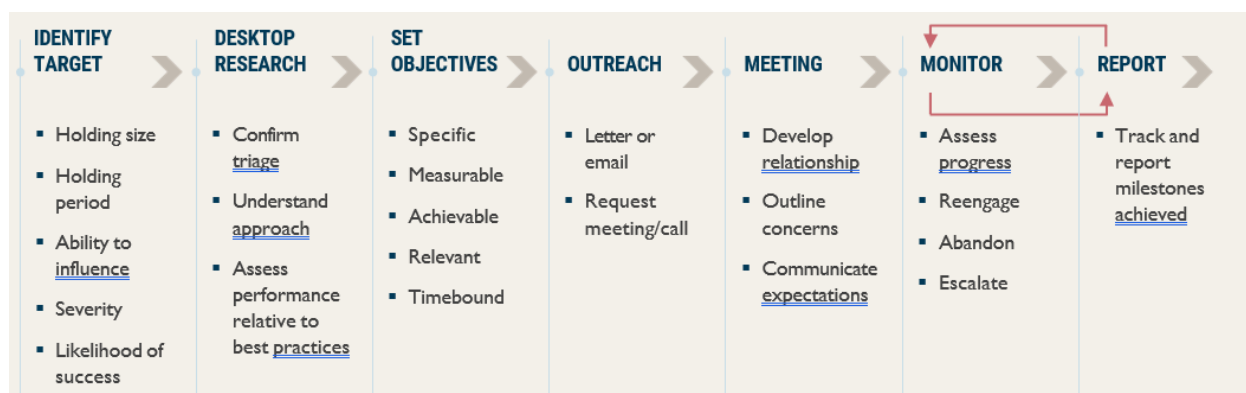 IDENTIFY
TARGET
Holding size
Holding
period
Ability to
influence
Severity
Likelihood of
success
DESKTOP
RESEARCH
Confirm
triage
Understand
approach
Assess
performance
relative to
best practices
SET
OBJECTIVES
Specific
Measurable
Achievable
Relevant
Timebound
OUTREACH
Letter or
email
Request
meeting/call
MEETING
Develop
relationship
Outline
concerns
Communicate
expectations
MONITOR
Assess
progress
Reengage
Abandon
Escalate
REPORT
Track and
report
milestones
achieved